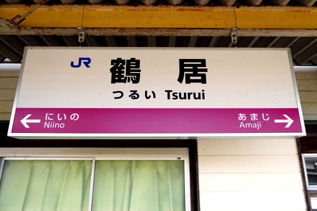 JR 鶴居
つるい Tsurui
← にいの あまじ →
Niino Amaji